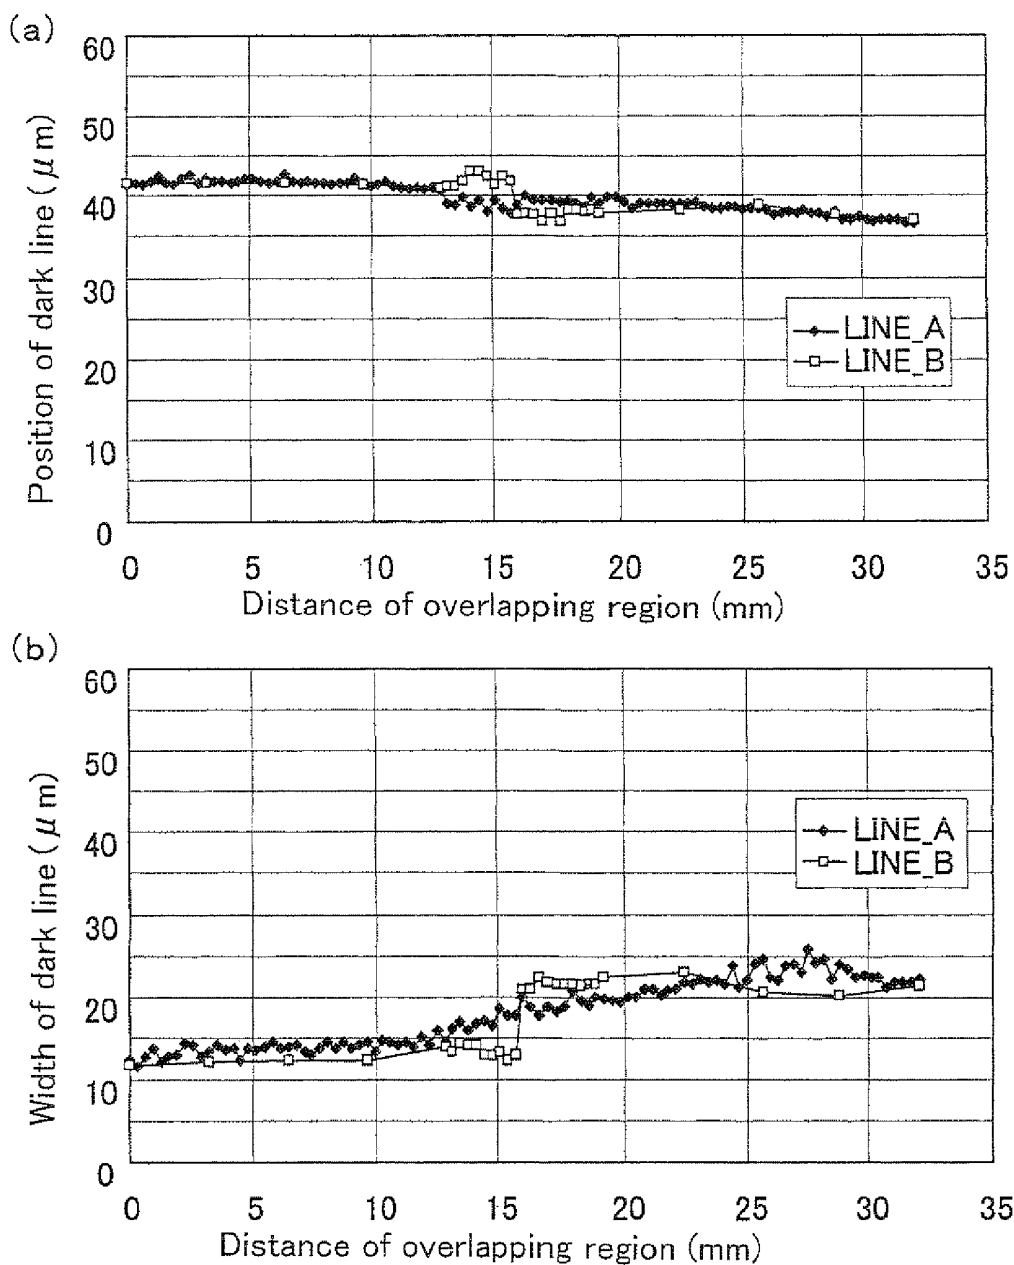 (a)
60
50
40
30
20
10
0
Position of dark line (μm)
LINE_A
LINE_B
0 5 10 15 20 25 30 35
Distance of overlapping region (mm)
(b)
60
50
40
30
20
10
0
Width of dark line (μm)
LINE_A
LINE_B
0 5 10 15 20 25 30 35
Distance of overlapping region (mm)